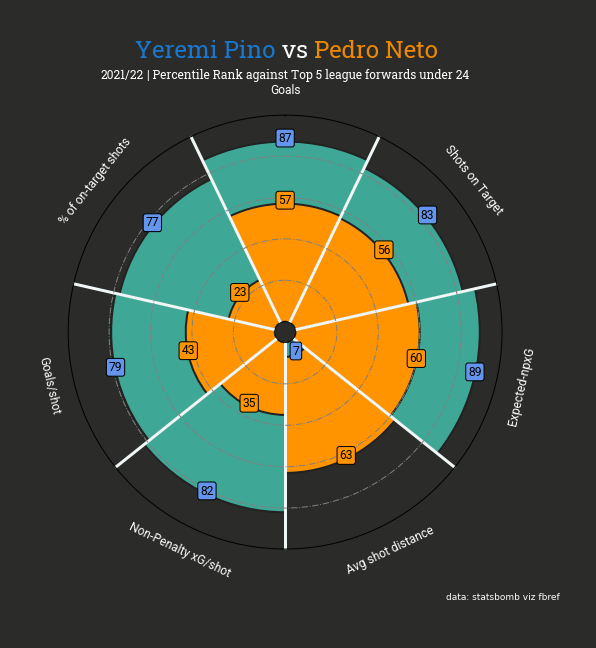 Yeremi Pino vs Pedro Neto
2021/22 | Percentile Rank against Top 5 league forwards under 24
Goals
87
% of on-target shots
Shots on Target
77
83
57
56
23
7
43
60
79
89
Goals/shot
Expected-npxG
35
63
82
Non-Penalty xG/shot
Avg shot distance
data: statsbomb viz fbref